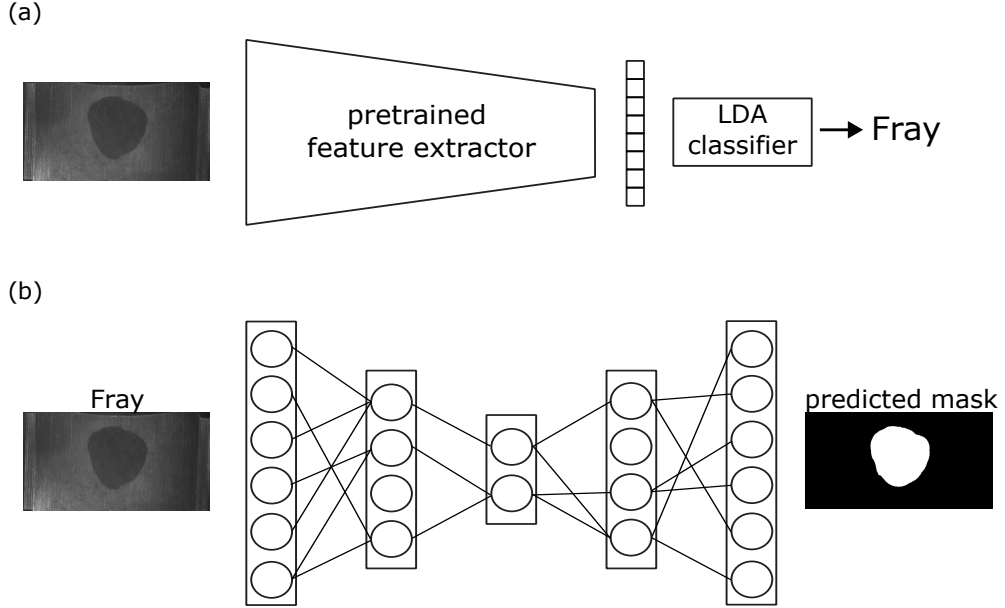 (a)
pretrained
feature extractor
LDA
classifier
Fray
(b)
Fray
predicted mask